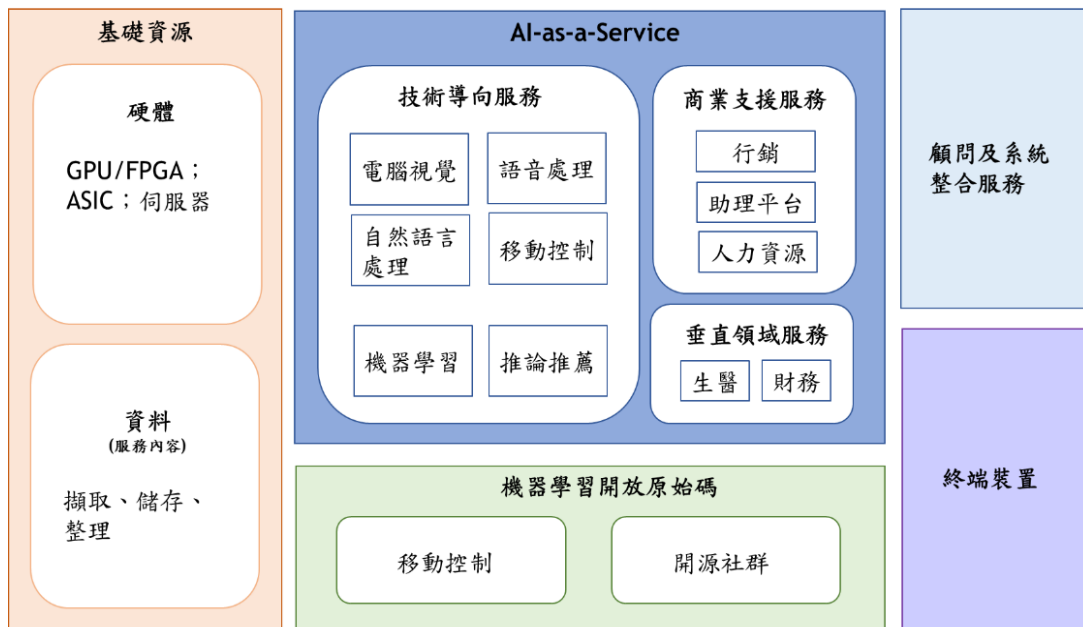 基礎資源
硬體
GPU/FPGA；
ASIC；伺服器
資料
(服務內容)
擷取、儲存、
整理
AI-as-a-Service
技術導向服務
電腦視覺
語音處理
自然語言
處理
移動控制
機器學習
推論推薦
商業支援服務
行銷
助理平台
人力資源
垂直領域服務
生醫
財務
機器學習開放原始碼
移動控制
開源社群
顧問及系統
整合服務
終端裝置